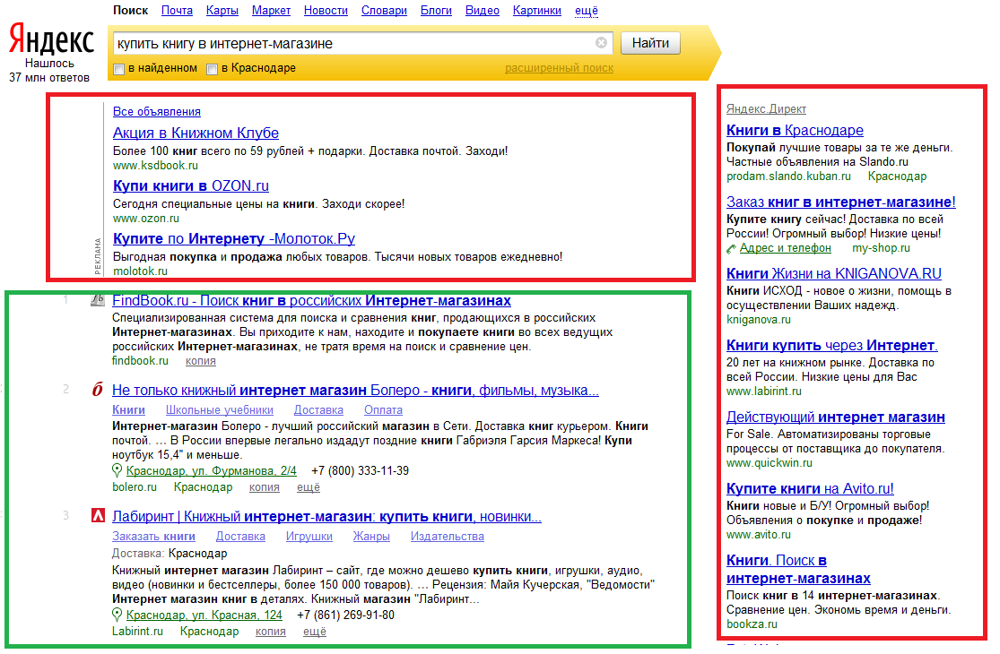 Поиск Почта Карты Маркет Новости Словари Блоги Видео Картинки ещё
Яндекс
Нашлось
37 млн ответов
купить книгу в интернет-магазине
Найти
в найденном в Краснодаре расширенный поиск
Все объявления
Акция в Книжном Клубе
Более 100 книг всего по 59 рублей + подарки. Доставка почтой. Заходи!
www.ksdbook.ru
Купи книги в OZON.ru
Сегодня специальные цены на книги. Заходи скорее!
www.ozon.ru
Купите по Интернету -Молоток.Ру
Выгодная покупка и продажа любых товаров. Тысячи новых товаров ежедневно!
molotok.ru
РЕКЛАМА
1 FindBook.ru - Поиск книг в российских Интернет-магазинах
Специализированная система для поиска и сравнения книг, продающихся в российских
Интернет-магазинах. Вы приходите к нам, находите и покупаете книги во всех ведущих
российских Интернет-магазинах, не тратя время на поиск и сравнение цен.
findbook.ru копия
2 б Не только книжный интернет магазин Болеро - книги, фильмы, музыка...
Книги Школьные учебники Доставка Оплата
Интернет-магазин Болеро - лучший российский магазин в Сети. Доставка книг курьером. Книги
почтой. ... В России впервые легально издадут поздние книги Габриэля Гарсия Маркеса! Купи
ноутбук 15,4" и меньше.
Краснодар, ул. Фурманова, 2/4 +7 (800) 333-11-39
bolero.ru Краснодар копия ещё
3 Лабиринт | Книжный интернет-магазин: купить книги, новинки...
Заказать книги Доставка Игрушки Жанры Издательства
Доставка: Краснодар
Книжный интернет магазин Лабиринт – сайт, где можно дешево купить книги, игрушки, аудио,
видео (новинки и бестселлеры, более 150 000 товаров). ... Рецензия: Майя Кучерская, "Ведомости"
Интернет магазин книг в деталях. Книжный магазин "Лабиринт...
Краснодар, ул. Красная, 124 +7 (861) 269-91-80
Labirint.ru Краснодар копия ещё
Яндекс.Директ
Книги в Краснодаре
Покупай лучшие товары за те же деньги.
Частные объявления на Slando.ru
prodam.slando.kuban.ru Краснодар
Заказ книг в интернет-магазине!
Купите книгу сейчас! Доставка по всей
России! Огромный выбор! Низкие цены!
Адрес и телефон my-shop.ru
Книги Жизни на KNIGANOVA.RU
Книги ИСХОД - новое о жизни, помощь в
осуществлении Ваших надежд.
kniganova.ru
Книги купить через Интернет.
20 лет на книжном рынке. Доставка по
всей России. Низкие цены для Вас
www.labirint.ru
Действующий интернет магазин
For Sale. Автоматизированы торговые
процессы от поставщика до покупателя.
www.quickwin.ru
Купите книги на Avito.ru!
Книги новые и Б/У! Огромный выбор!
Объявления о покупке и продаже!
www.avito.ru
Книги. Поиск в
интернет-магазинах
Поиск книг в 14 интернет-магазинах.
Сравнение цен. Экономь время и деньги.
bookza.ru